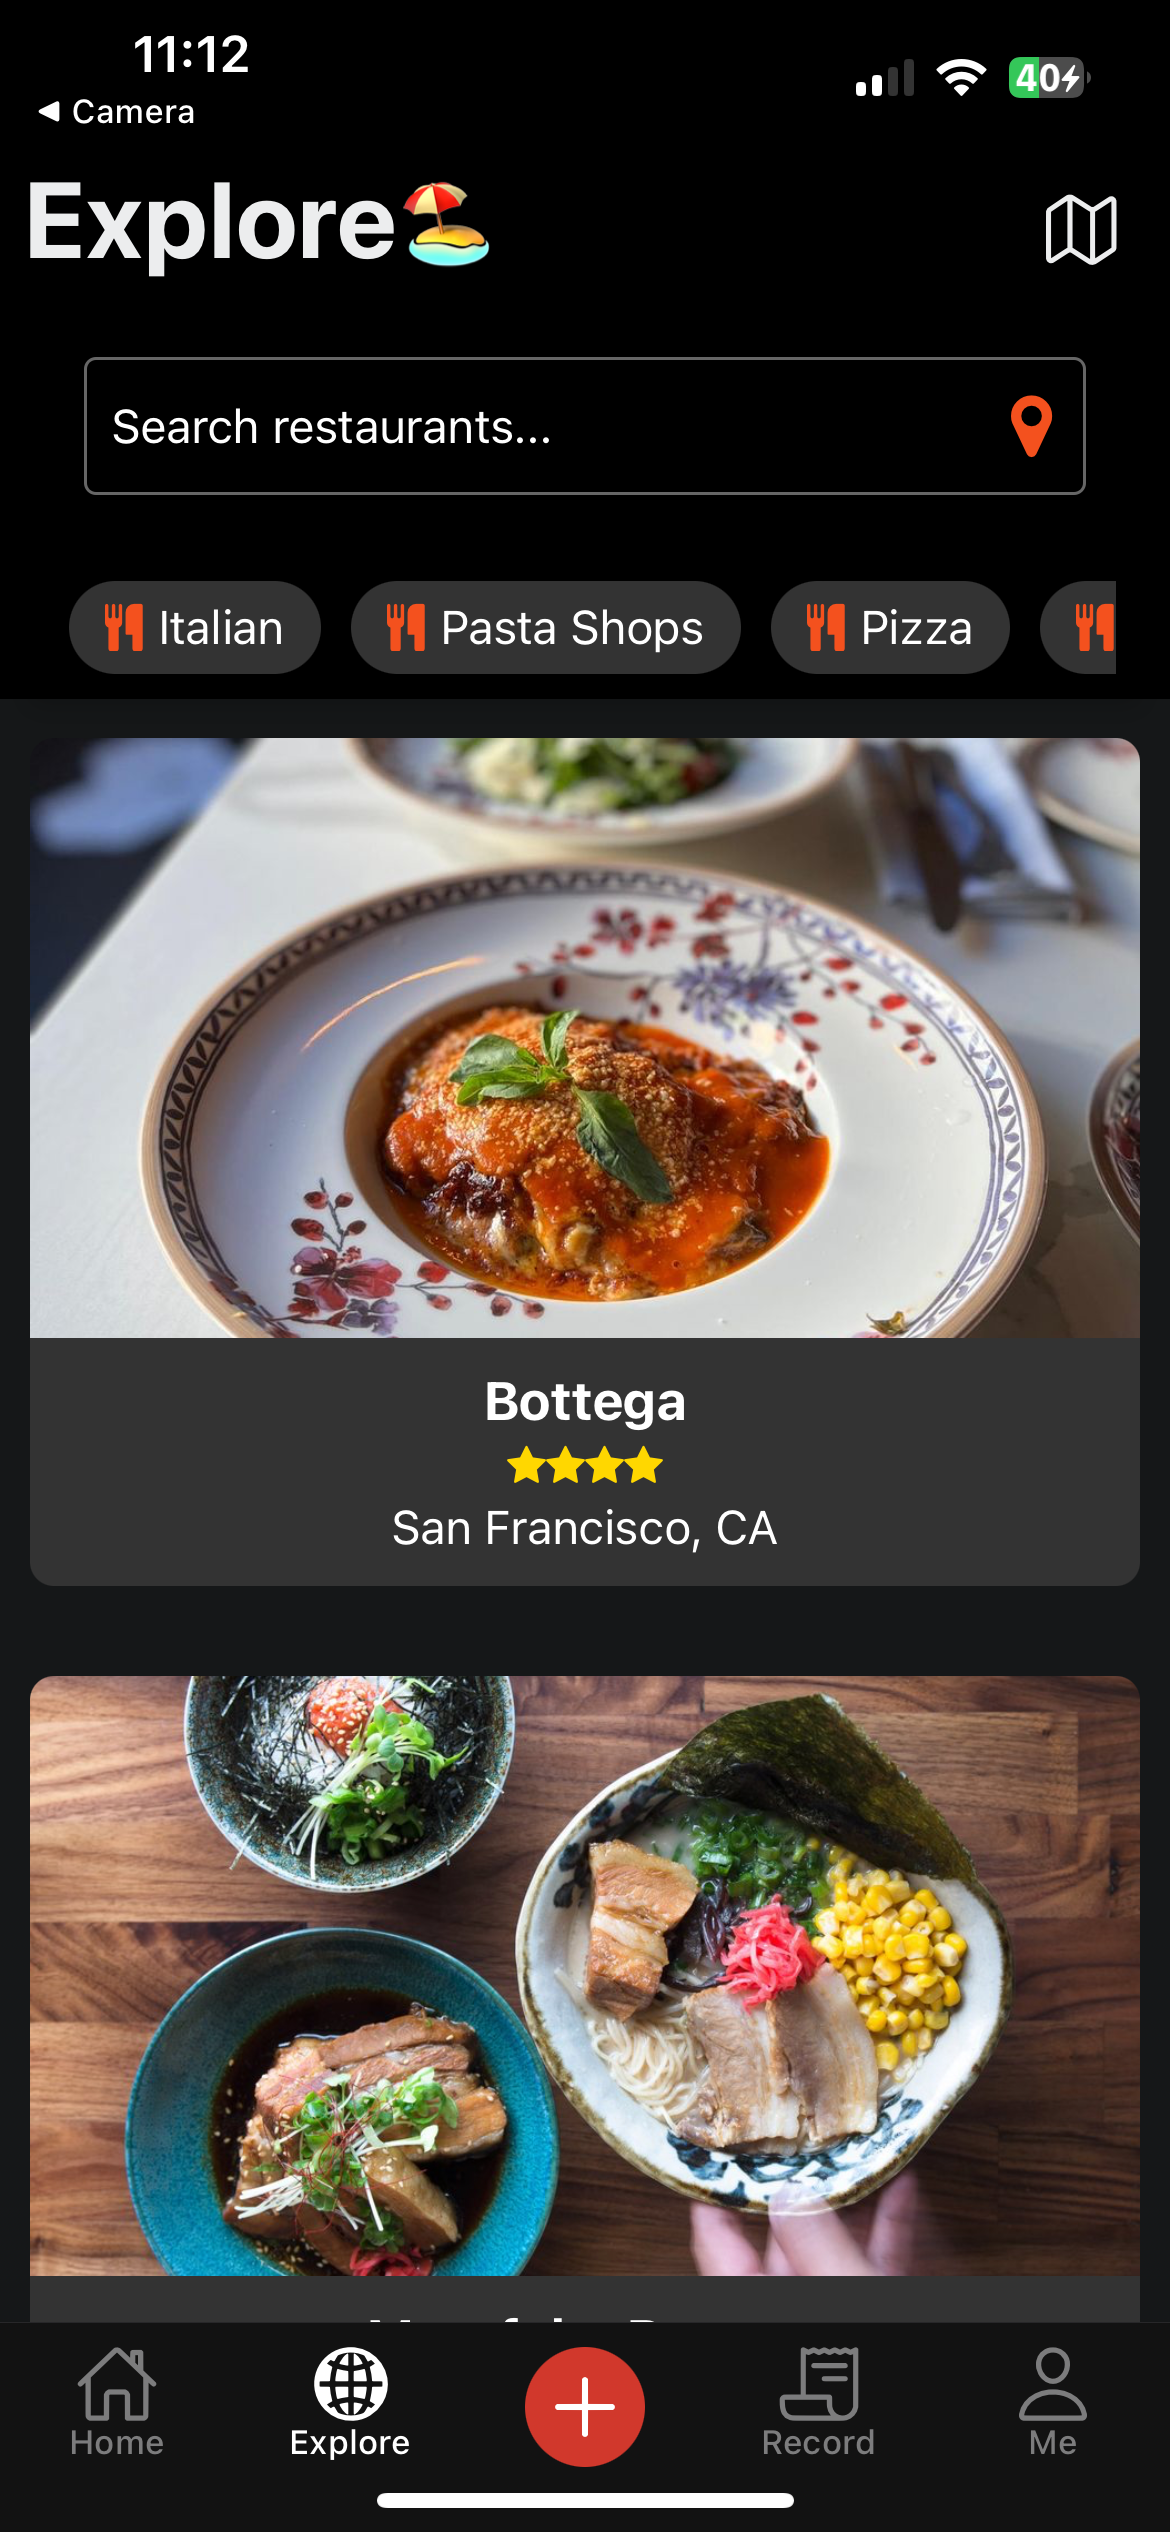 11:12
40
◀ Camera
Explore🏖️
Search restaurants...
Italian
Pasta Shops
Pizza
Bottega
San Francisco, CA
Home
Explore
Record
Me